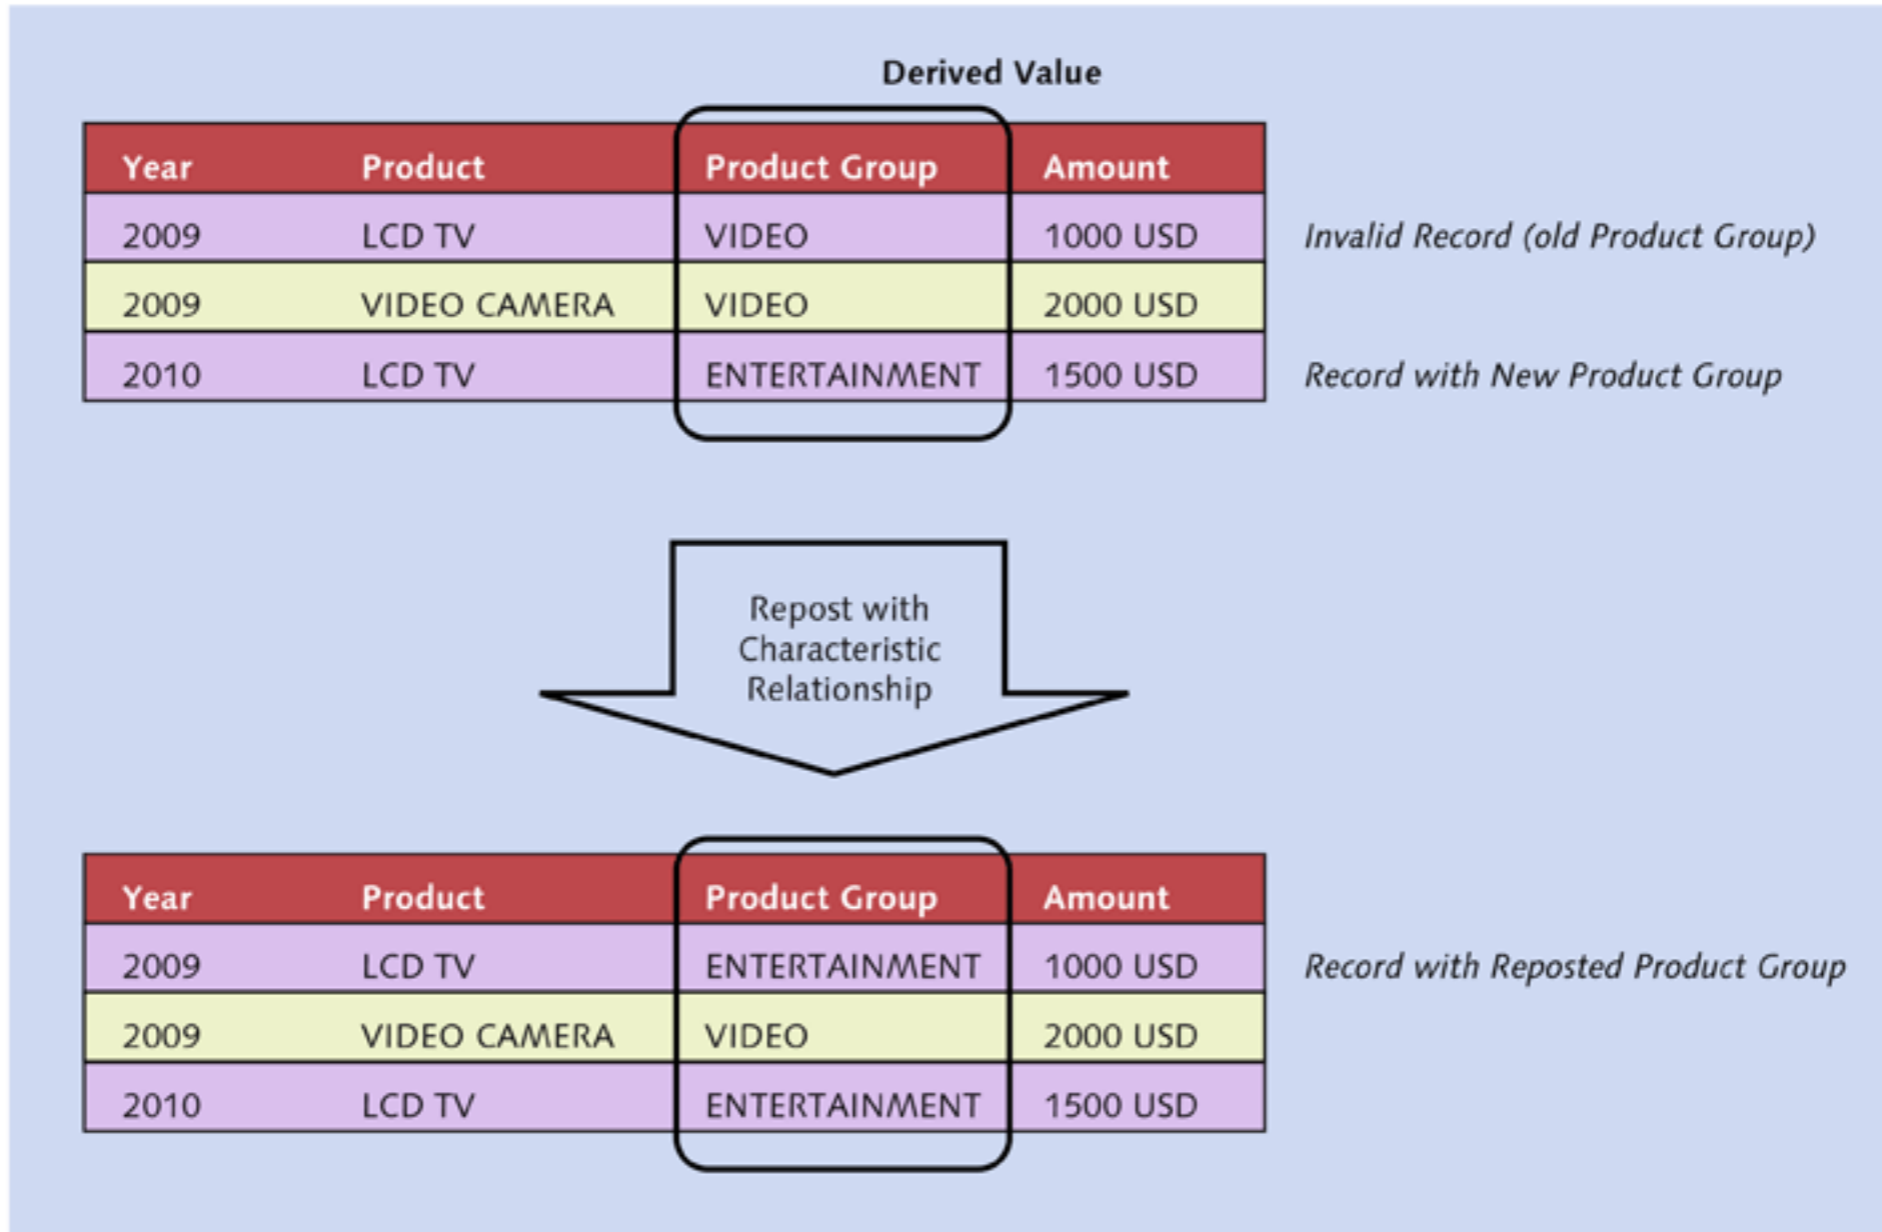 Derived Value
Year Product Product Group Amount
2009 LCD TV VIDEO 1000 USD Invalid Record (old Product Group)
2009 VIDEO CAMERA VIDEO 2000 USD
2010 LCD TV ENTERTAINMENT 1500 USD Record with New Product Group
Repost with
Characteristic
Relationship
Year Product Product Group Amount
2009 LCD TV ENTERTAINMENT 1000 USD Record with Reposted Product Group
2009 VIDEO CAMERA VIDEO 2000 USD
2010 LCD TV ENTERTAINMENT 1500 USD